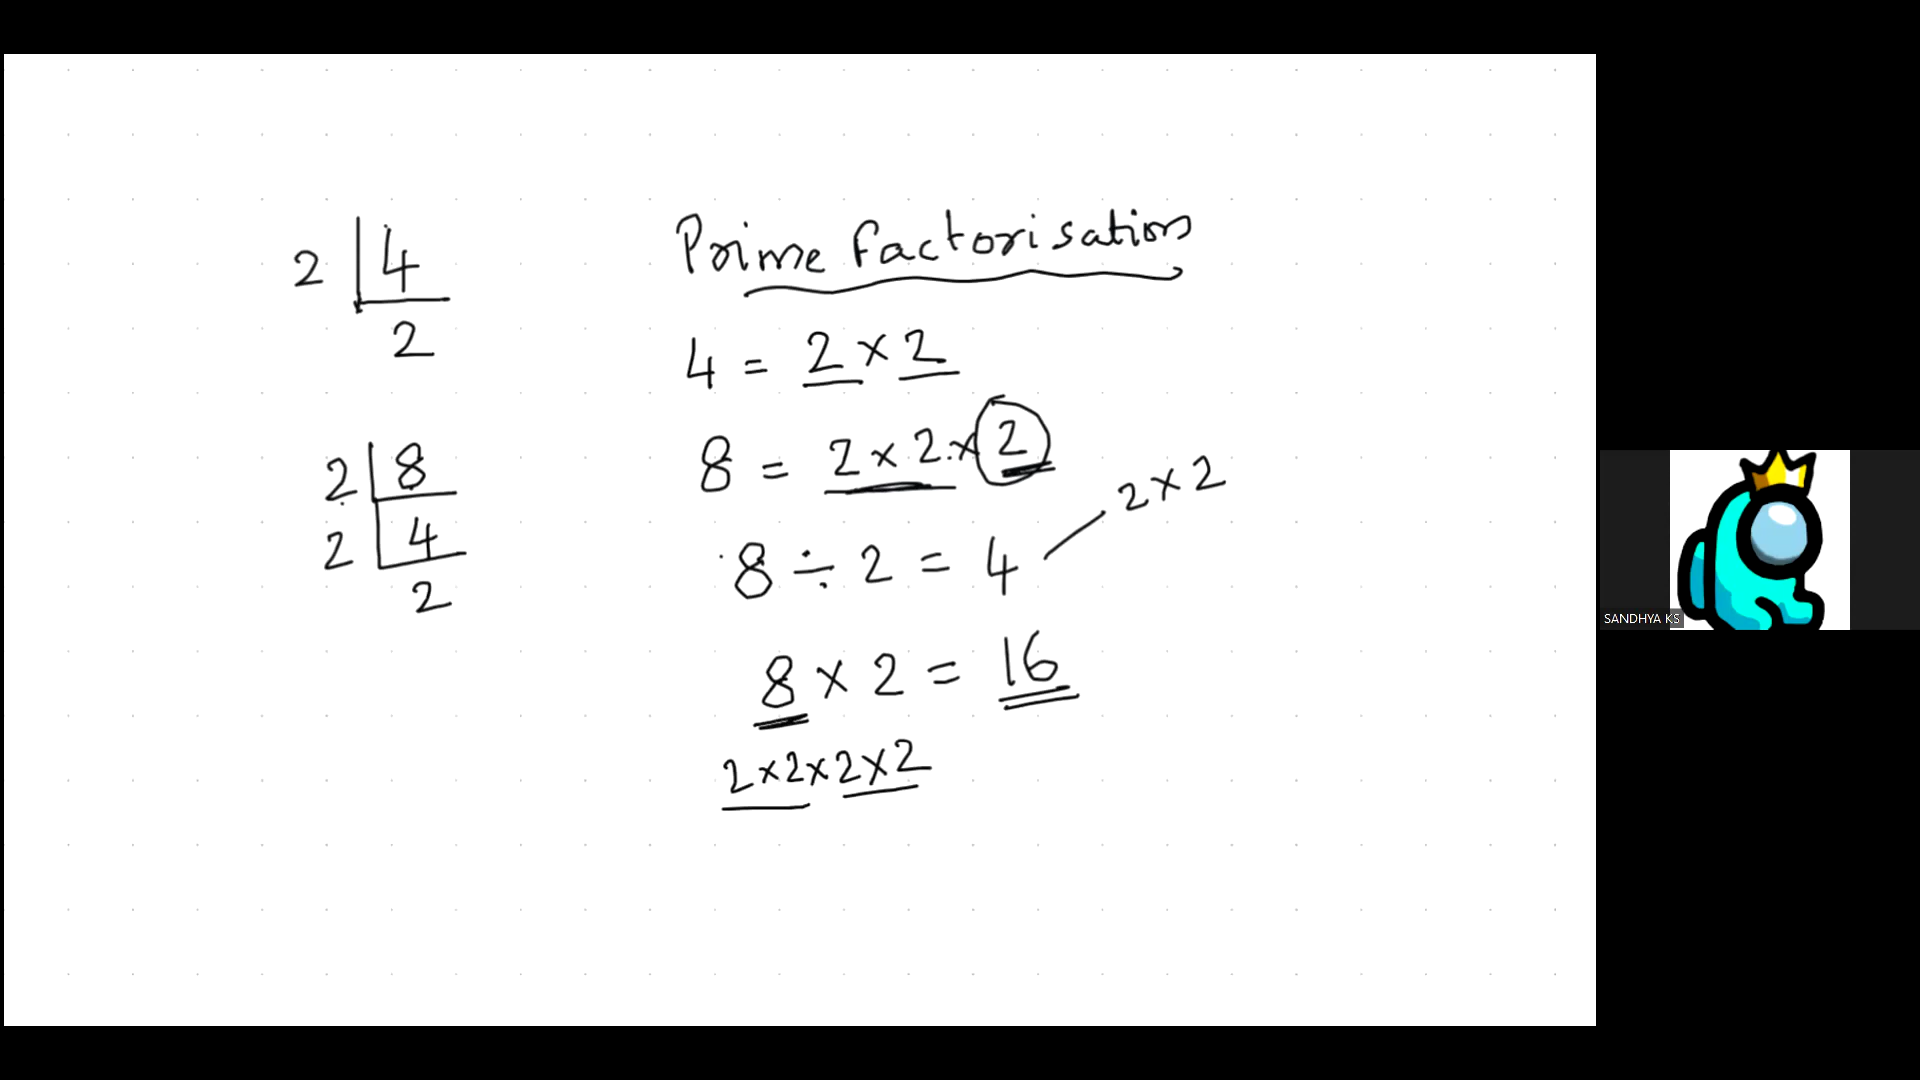 2 | 4
2
2 | 8
2 | 4
2
Prime factorisation
4 = 2 × 2
8 = 2 × 2 × 2
8 ÷ 2 = 4
2 × 2
8 × 2 = 16
2 × 2 × 2 × 2
SANDHYA KS